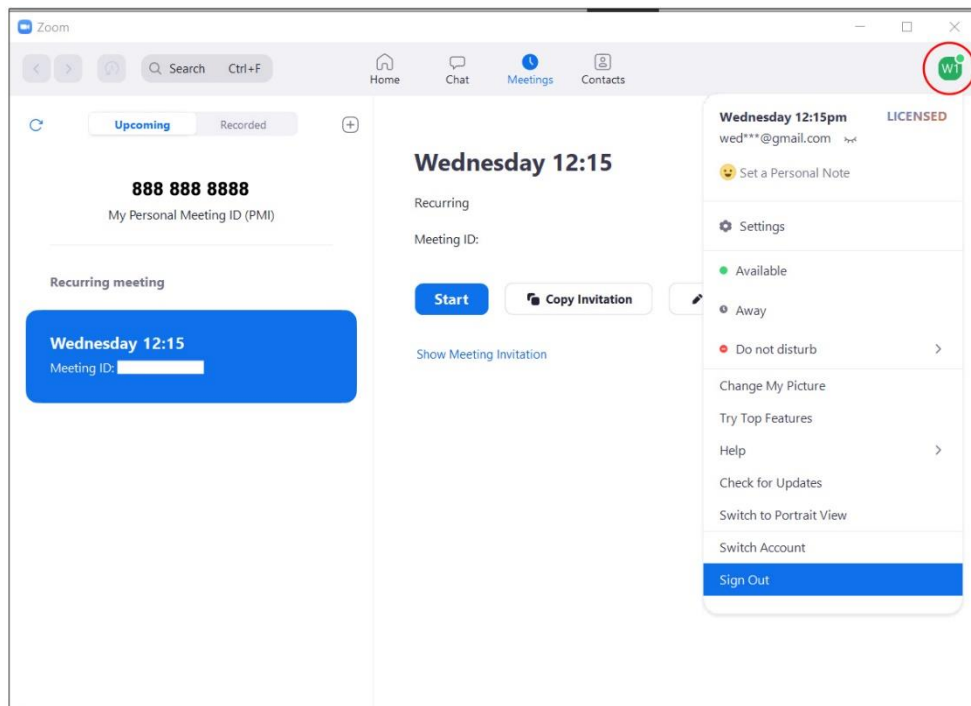 Zoom
Search Ctrl+F
Home Chat Meetings Contacts
W1
Upcoming Recorded
888 888 8888
My Personal Meeting ID (PMI)
Recurring meeting
Wednesday 12:15
Meeting ID:
Wednesday 12:15
Recurring
Meeting ID:
Start Copy Invitation
Show Meeting Invitation
Wednesday 12:15pm LICENSED
wed***@gmail.com
Set a Personal Note
Settings
Available
Away
Do not disturb
Change My Picture
Try Top Features
Help
Check for Updates
Switch to Portrait View
Switch Account
Sign Out